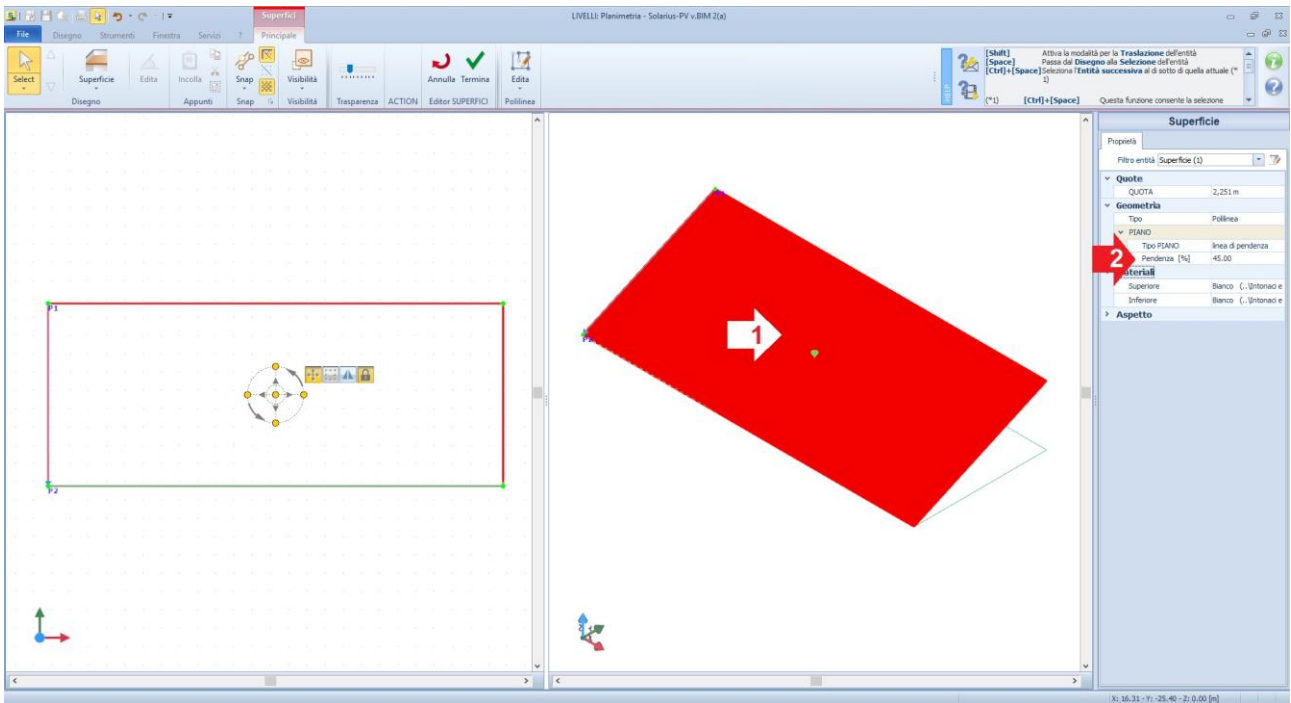 Superfici
LIVELLI: Planimetria - Solarius-PV v.BIM 2(a)
File Disegno Strumenti Finestra Servizi ? Principale
Select Superficie Edita Incolla Snap Visibilità Annulla Termina Edita
Disegno Appunti Snap Visibilità Trasparenza ACTION Editor SUPERFICI Polilinea
HELP
[Shift] Attiva la modalità per la Traslazione dell'entità
[Space] Passa dal Disegno alla Selezione dell'entità
[Ctrl]+[Space] Seleziona l'Entità successiva al di sotto di quella attuale (*
1)
(*1) [Ctrl]+[Space] Questa funzione consente la selezione
Superficie
Proprietà
Filtro entità Superficie (1)
Quote
QUOTA 2,251 m
Geometria
Tipo Polilinea
PIANO
Tipo PIANO linea di pendenza
2
Pendenza [%] 45.00
Materiali
Superiore Bianco (..\Intonaci e
Inferiore Bianco (..\Intonaci e
Aspetto
P1
P2
1
X: 16.31 - Y: -25.40 - Z: 0.00 [m]